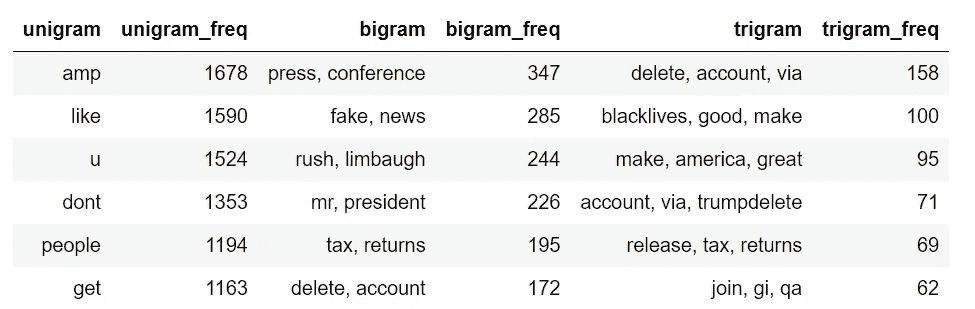 unigram unigram_freq bigram bigram_freq trigram trigram_freq
amp 1678 press, conference 347 delete, account, via 158
like 1590 fake, news 285 blacklives, good, make 100
u 1524 rush, limbaugh 244 make, america, great 95
dont 1353 mr, president 226 account, via, trumpdelete 71
people 1194 tax, returns 195 release, tax, returns 69
get 1163 delete, account 172 join, gi, qa 62